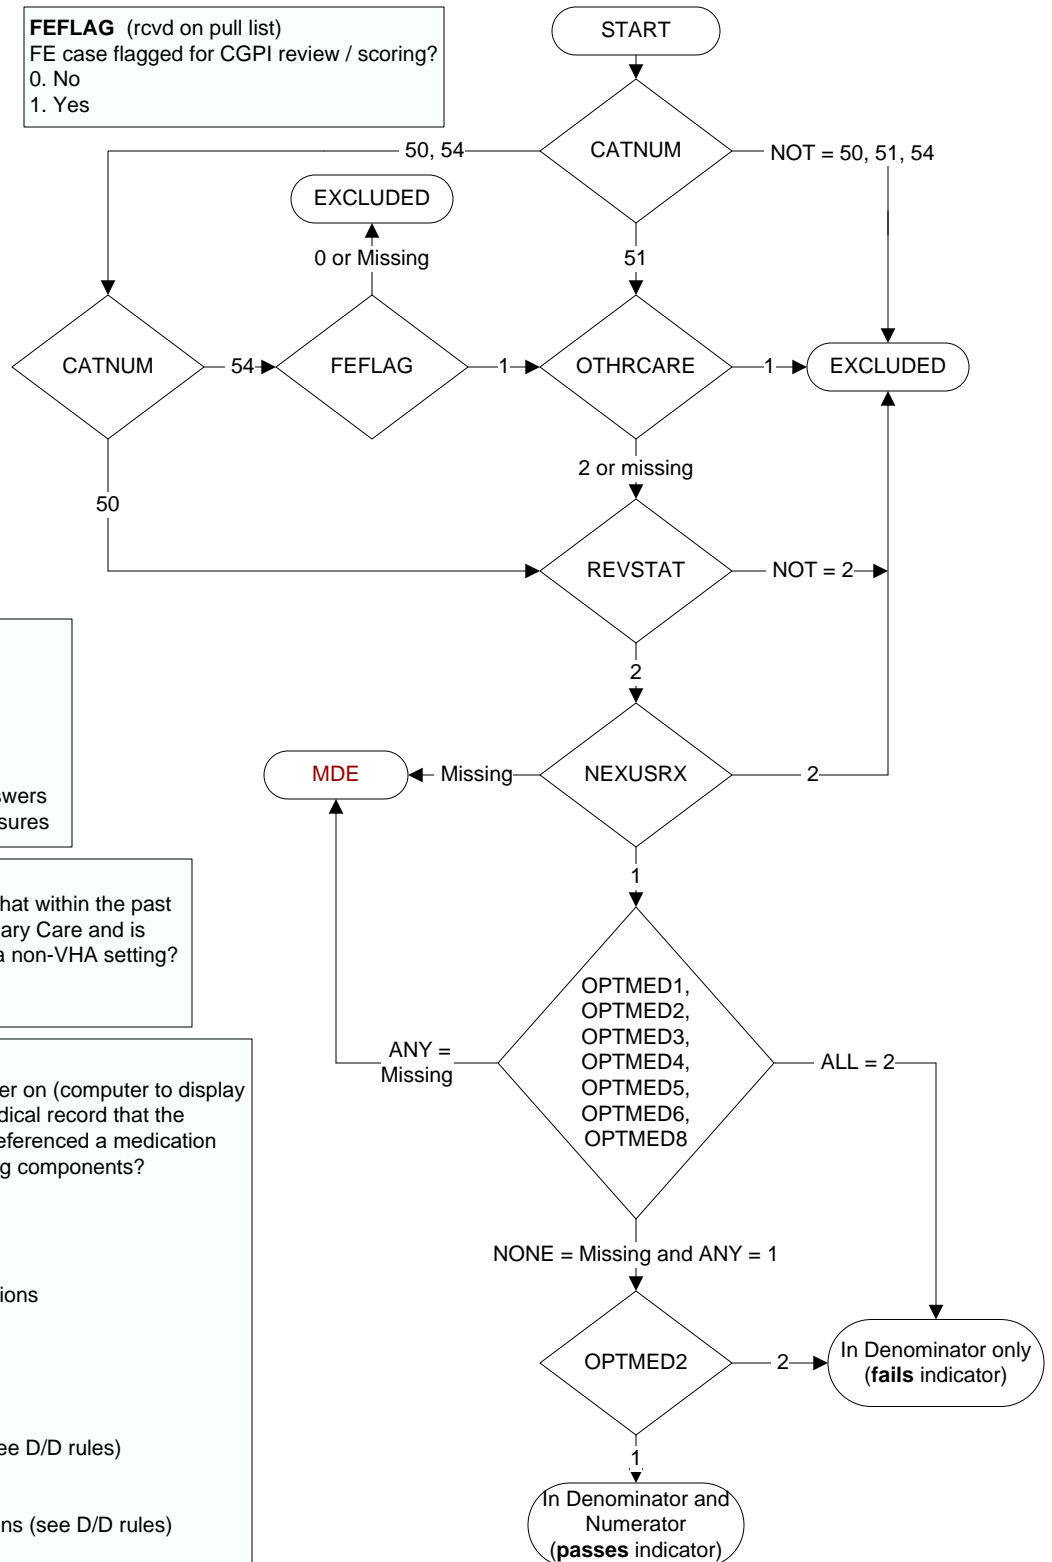 FEFLAG (rcvd on pull list)
FE case flagged for CGPI review / scoring?
0. No
1. Yes
START
CATNUM
50, 54
NOT = 50, 51, 54
EXCLUDED
0 or Missing
51
CATNUM
54
FEFLAG
1
OTHRCARE
1
EXCLUDED
2 or missing
50
REVSTAT
NOT = 2
2
swers
sures
MDE
Missing
NEXUSRX
2
1
hat within the past
ary Care and is
a non-VHA setting?
OPTMED1,
OPTMED2,
OPTMED3,
OPTMED4,
OPTMED5,
OPTMED6,
OPTMED8
ANY =
Missing
ALL = 2
er on (computer to display
dical record that the
eferenced a medication
g components?
tions
ee D/D rules)
ns (see D/D rules)
NONE = Missing and ANY = 1
OPTMED2
2
In Denominator only
(fails indicator)
1
In Denominator and
Numerator
(passes indicator)